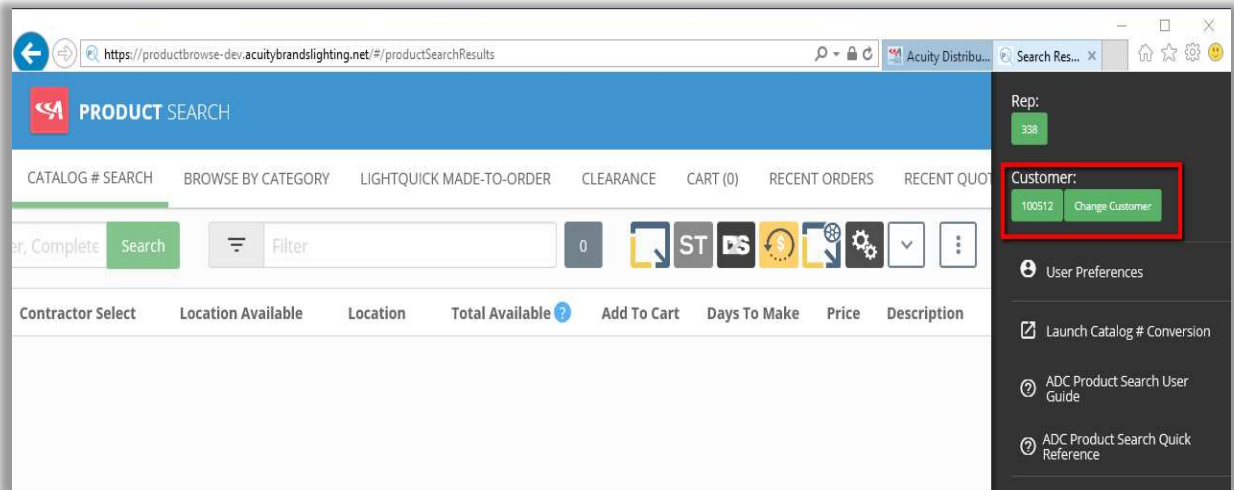 https://productbrowse-dev.acuitybrandslighting.net/#/productSearchResults
Acuity Distribu...
Search Res...
PRODUCT SEARCH
Rep:
338
CATALOG # SEARCH BROWSE BY CATEGORY LIGHTQUICK MADE-TO-ORDER CLEARANCE CART (0) RECENT ORDERS RECENT QUOT
Customer:
100512 Change Customer
er, Complete Search Filter 0 ST DS
User Preferences
Contractor Select Location Available Location Total Available ? Add To Cart Days To Make Price Description
Launch Catalog # Conversion
ADC Product Search User
Guide
ADC Product Search Quick
Reference